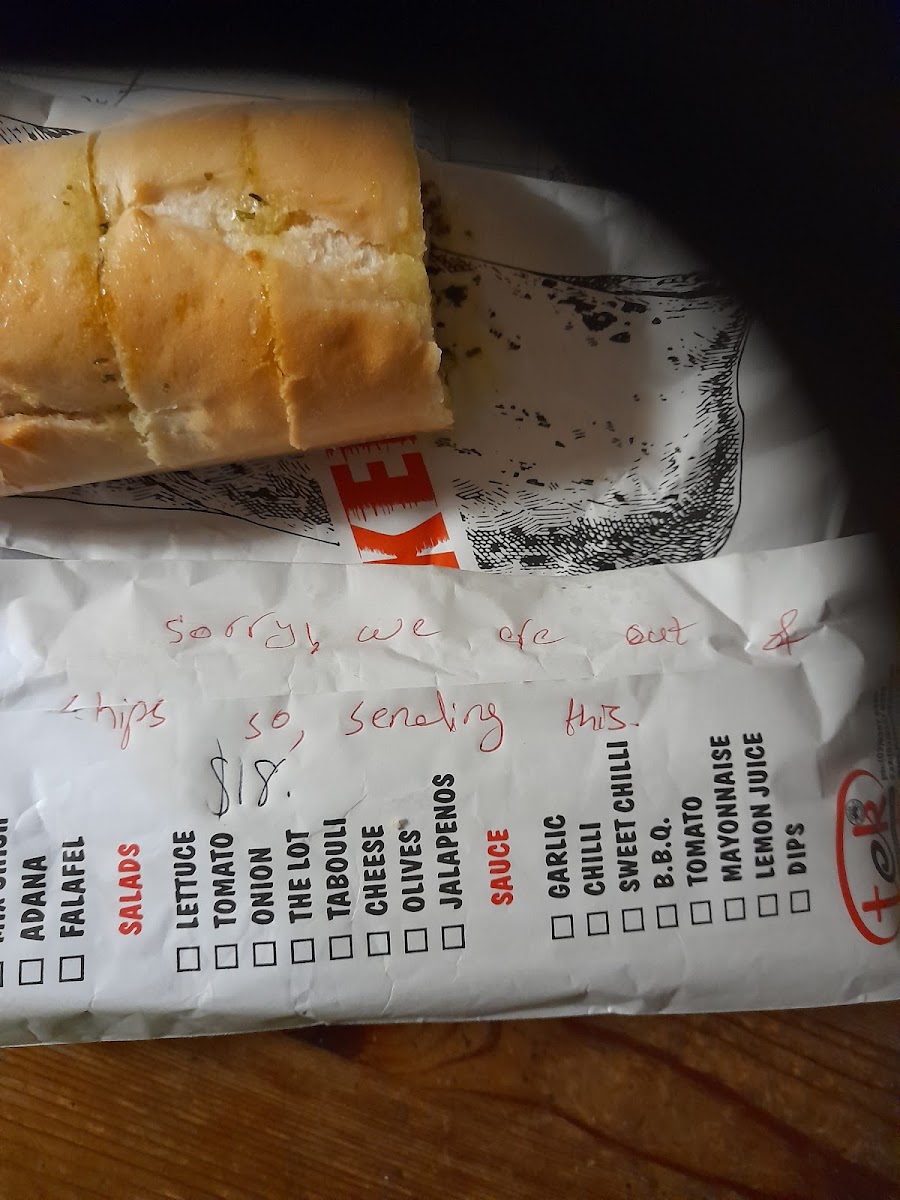 KE
Sorry, we are out of
chips so, sending this.
$18.
ADANA
FALAFEL
SALADS
LETTUCE
TOMATO
ONION
THE LOT
TABOULI
CHEESE
OLIVES
JALAPENOS
SAUCE
GARLIC
CHILLI
SWEET CHILLI
B.B.Q.
TOMATO
MAYONNAISE
LEMON JUICE
DIPS